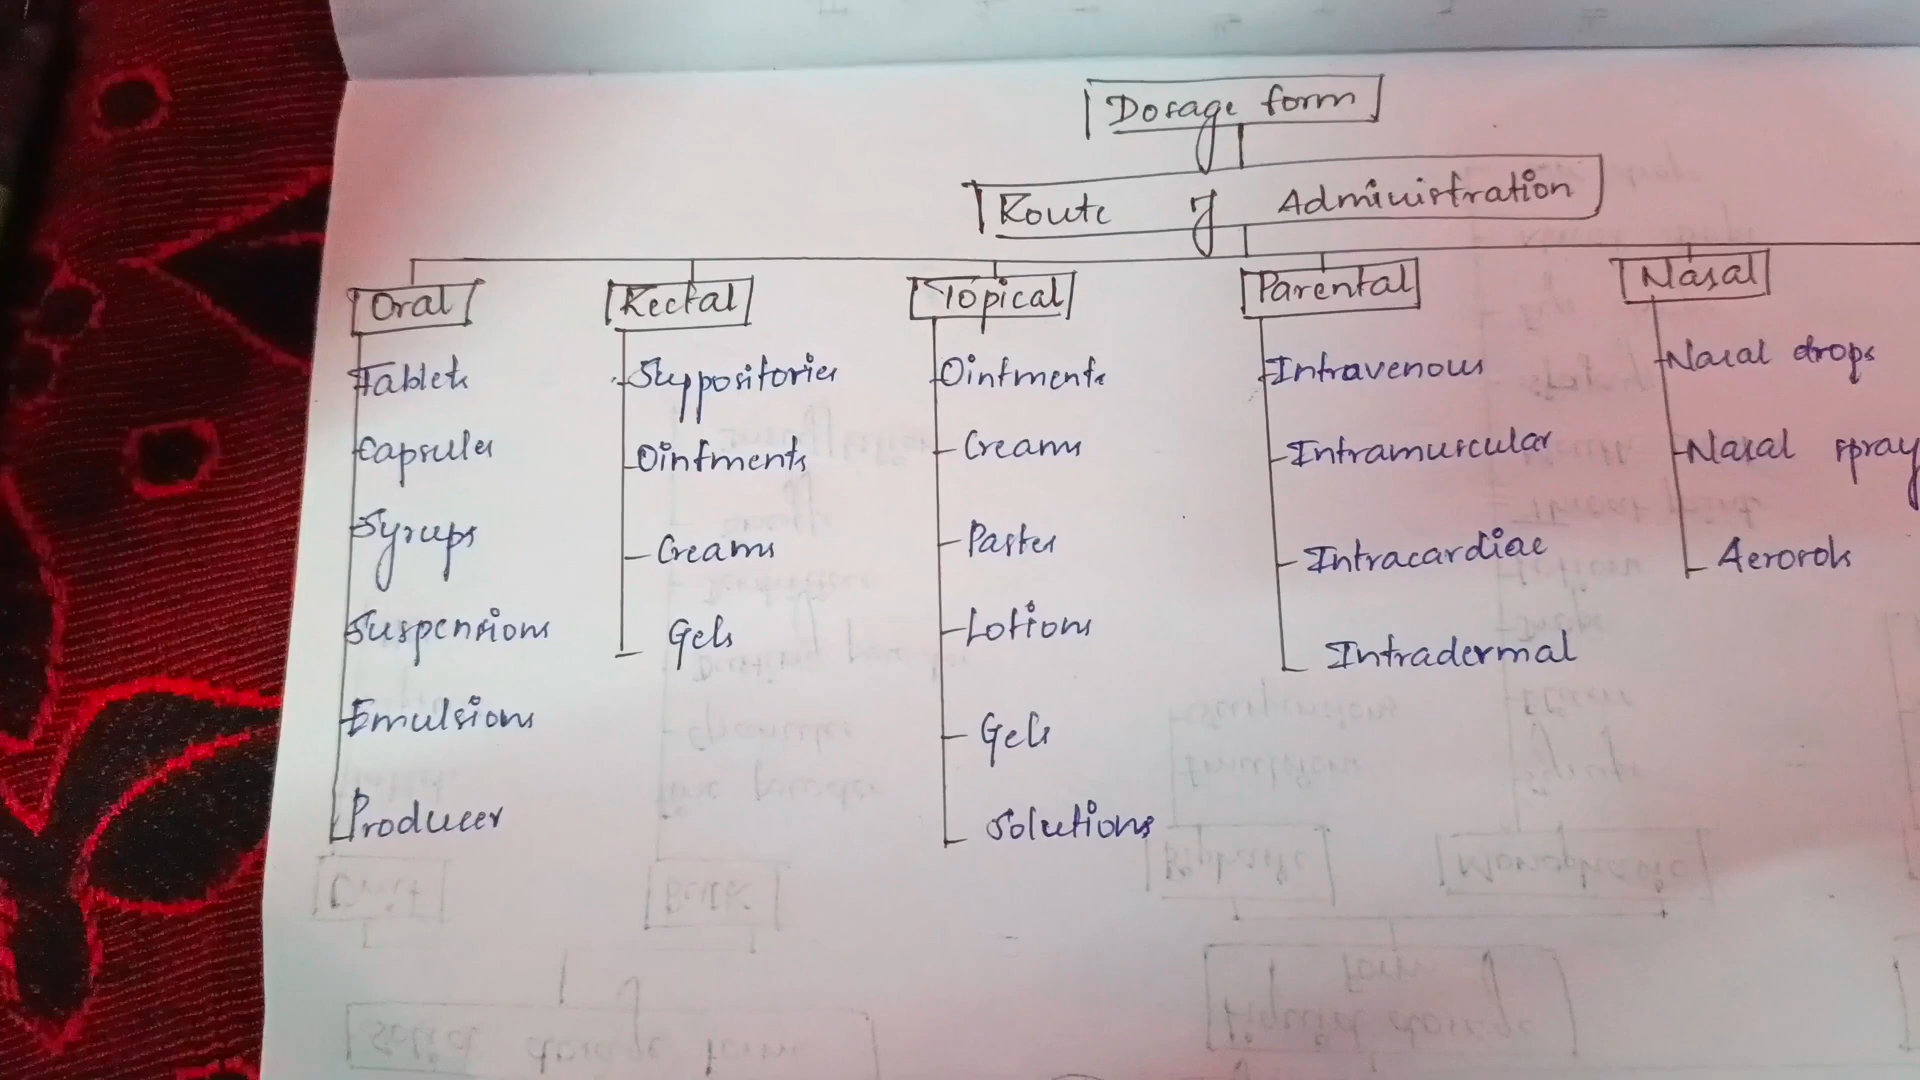 Dosage form
Route of Administration
Oral
Tablets
Capsules
Syrups
Suspensions
Emulsions
Producer
Rectal
Suppositories
Ointments
Creams
Gels
Topical
Ointments
Creams
Pastes
Lotions
Gels
Solutions
Parental
Intravenous
Intramuscular
Intracardiac
Intradermal
Nasal
Nasal drops
Nasal spray
Aerosols